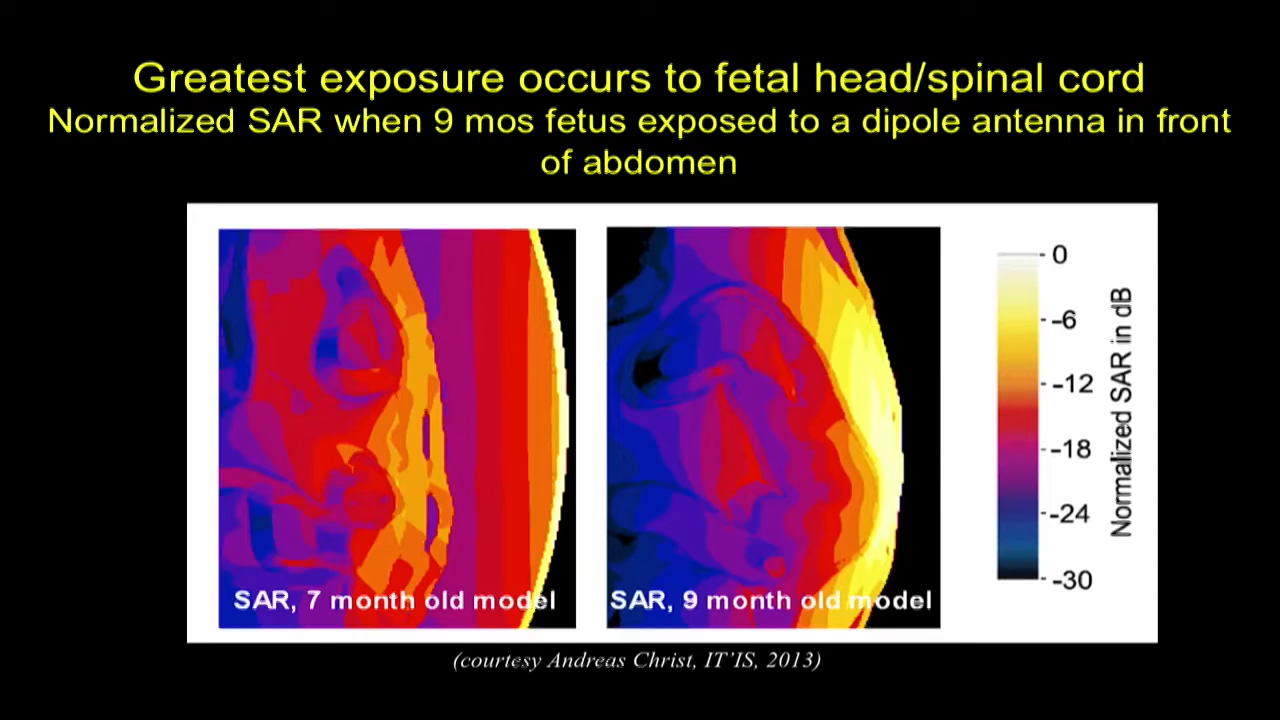 Greatest exposure occurs to fetal head/spinal cord
Normalized SAR when 9 mos fetus exposed to a dipole antenna in front
of abdomen
0
-6
-12
-18
-24
-30
Normalized SAR in dB
SAR, 7 month old model
SAR, 9 month old model
(courtesy Andreas Christ, IT'IS, 2013)